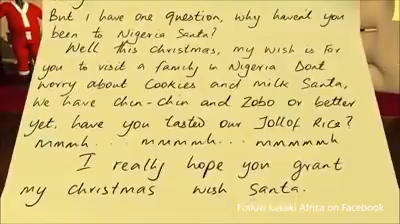 But I have one question, why haven't you
been to Nigeria Santa?
Well this christmas, my wish is for
you to visit a family in Nigeria Dont
worry about Cookies and milk Santa,
we have Chin-Chin and Zobo or better
yet, have you tasted our Jollof Rice?
mmmh... mmmmh... mmmmmh
I really hope you grant
my christmas wish Santa.
Follow kasaki Africa on Facebook